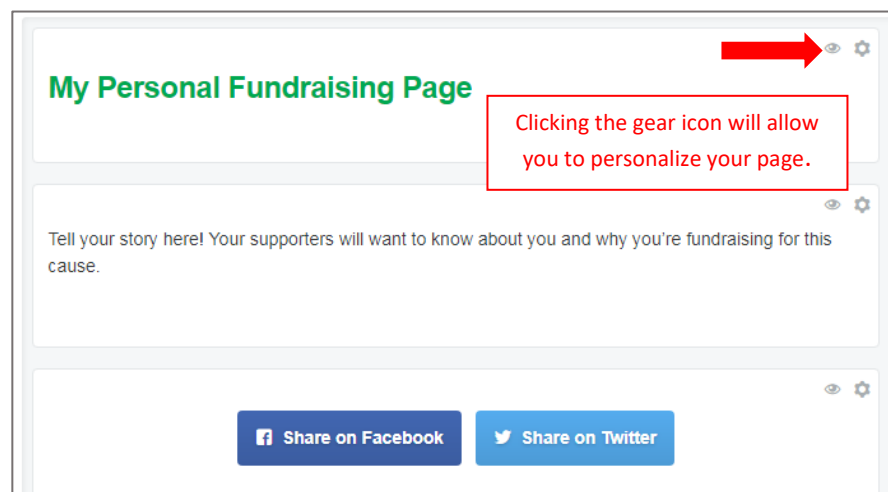 My Personal Fundraising Page
Clicking the gear icon will allow
you to personalize your page.
Tell your story here! Your supporters will want to know about you and why you're fundraising for this
cause.
Share on Facebook
Share on Twitter